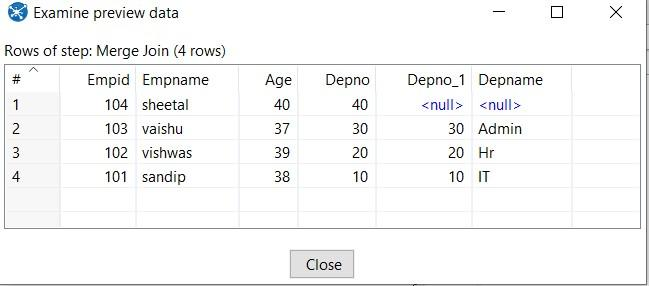 Examine preview data
Rows of step: Merge Join (4 rows)
# Empid Empname Age Depno Depno_1 Depname
1 104 sheetal 40 40 <null> <null>
2 103 vaishu 37 30 30 Admin
3 102 vishwas 39 20 20 Hr
4 101 sandip 38 10 10 IT
Close